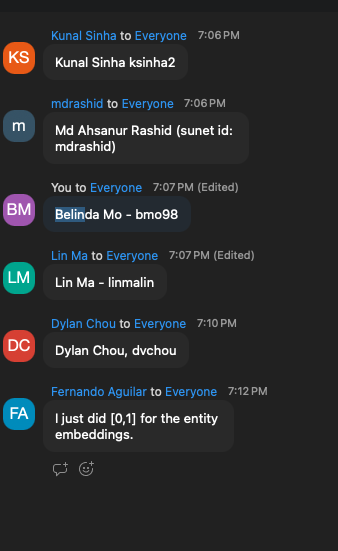 Kunal Sinha to Everyone 7:06 PM
KS
Kunal Sinha ksinha2
mdrashid to Everyone 7:06 PM
m
Md Ahsanur Rashid (sunet id:
mdrashid)
You to Everyone 7:07 PM (Edited)
BM
Belinda Mo - bmo98
Lin Ma to Everyone 7:07 PM (Edited)
LM
Lin Ma - linmalin
Dylan Chou to Everyone 7:10 PM
DC
Dylan Chou, dvchou
Fernando Aguilar to Everyone 7:12 PM
FA
I just did [0,1] for the entity
embeddings.